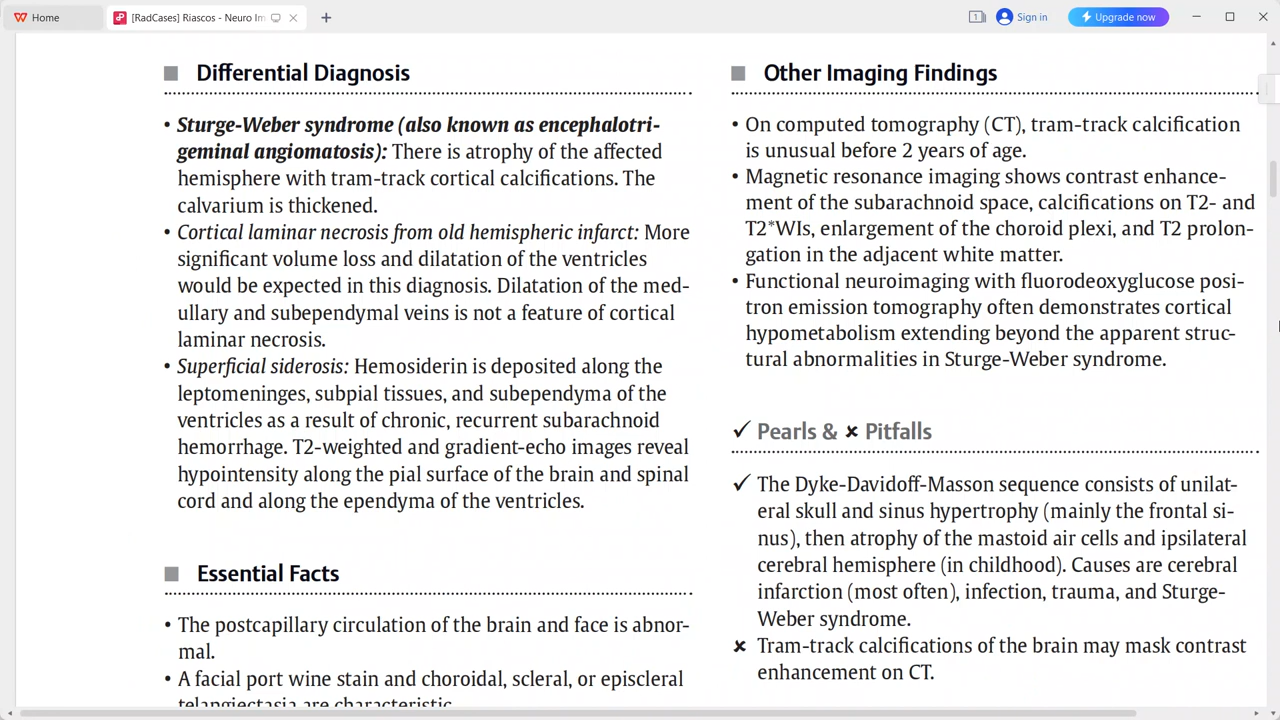 Home
[RadCases] Riascos - Neuro Im
1
Sign in
Upgrade now
Differential Diagnosis
• Sturge-Weber syndrome (also known as encephalotri-
geminal angiomatosis): There is atrophy of the affected
hemisphere with tram-track cortical calcifications. The
calvarium is thickened.
• Cortical laminar necrosis from old hemispheric infarct: More
significant volume loss and dilatation of the ventricles
would be expected in this diagnosis. Dilatation of the med-
ullary and subependymal veins is not a feature of cortical
laminar necrosis.
• Superficial siderosis: Hemosiderin is deposited along the
leptomeninges, subpial tissues, and subependyma of the
ventricles as a result of chronic, recurrent subarachnoid
hemorrhage. T2-weighted and gradient-echo images reveal
hypointensity along the pial surface of the brain and spinal
cord and along the ependyma of the ventricles.
Essential Facts
• The postcapillary circulation of the brain and face is abnor-
mal.
• A facial port wine stain and choroidal, scleral, or episcleral
telangiectasia are characteristic.
Other Imaging Findings
• On computed tomography (CT), tram-track calcification
is unusual before 2 years of age.
• Magnetic resonance imaging shows contrast enhance-
ment of the subarachnoid space, calcifications on T2- and
T2*WIs, enlargement of the choroid plexi, and T2 prolon-
gation in the adjacent white matter.
• Functional neuroimaging with fluorodeoxyglucose posi-
tron emission tomography often demonstrates cortical
hypometabolism extending beyond the apparent struc-
tural abnormalities in Sturge-Weber syndrome.
✓ Pearls & ✘ Pitfalls
✓ The Dyke-Davidoff-Masson sequence consists of unilat-
eral skull and sinus hypertrophy (mainly the frontal si-
nus), then atrophy of the mastoid air cells and ipsilateral
cerebral hemisphere (in childhood). Causes are cerebral
infarction (most often), infection, trauma, and Sturge-
Weber syndrome.
✘ Tram-track calcifications of the brain may mask contrast
enhancement on CT.